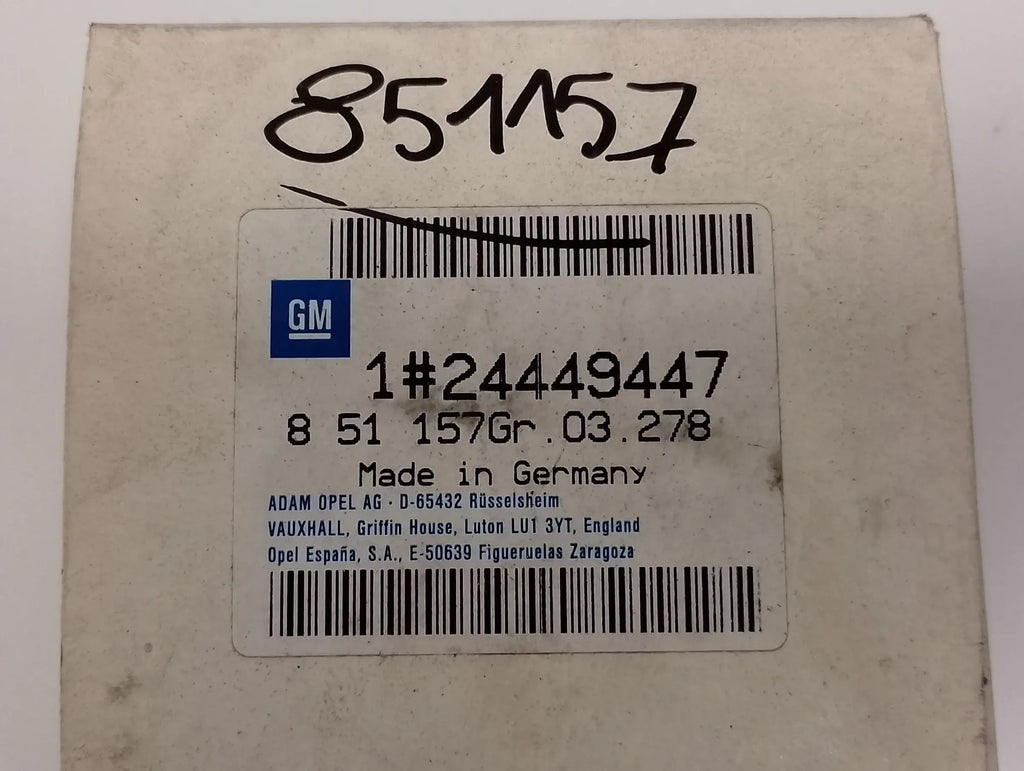 851157
GM
1#24449447
8 51 157Gr.03.278
Made in Germany
ADAM OPEL AG · D-65432 Rüsselsheim
VAUXHALL, Griffin House, Luton LU1 3YT, England
Opel España, S.A., E-50639 Figueruelas Zaragoza